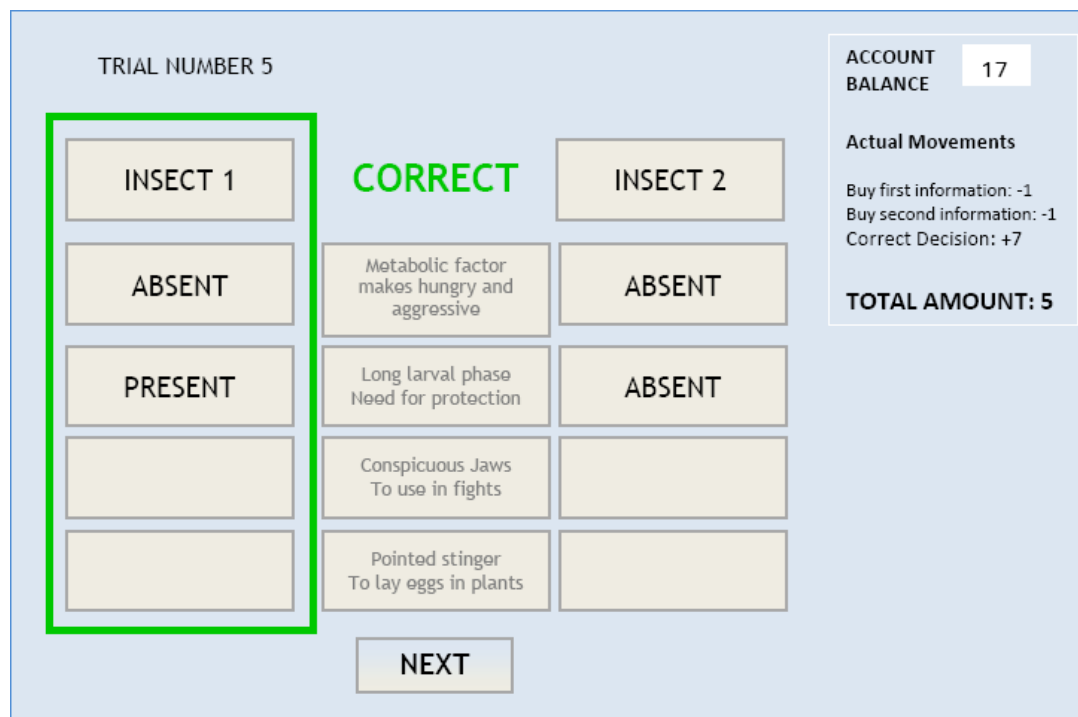 TRIAL NUMBER 5
ACCOUNT
BALANCE
17
Actual Movements
Buy first information: -1
Buy second information: -1
Correct Decision: +7
TOTAL AMOUNT: 5
INSECT 1
CORRECT
INSECT 2
ABSENT
Metabolic factor
makes hungry and
aggressive
ABSENT
PRESENT
Long larval phase
Need for protection
ABSENT
Conspicuous Jaws
To use in fights
Pointed stinger
To lay eggs in plants
NEXT